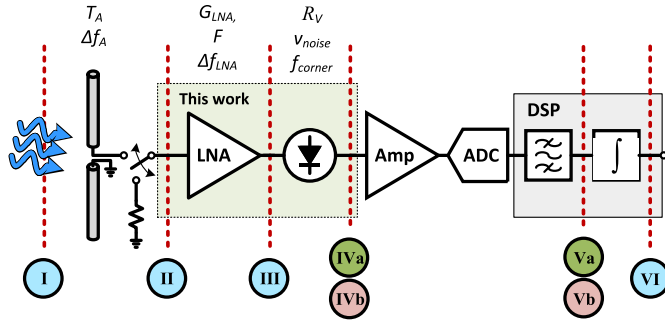 T_A
Δf_A
G_LNA,
F
Δf_LNA
R_V
v_noise
f_corner
This work
LNA
Amp
ADC
DSP
∫
I
II
III
IVa
IVb
Va
Vb
VI